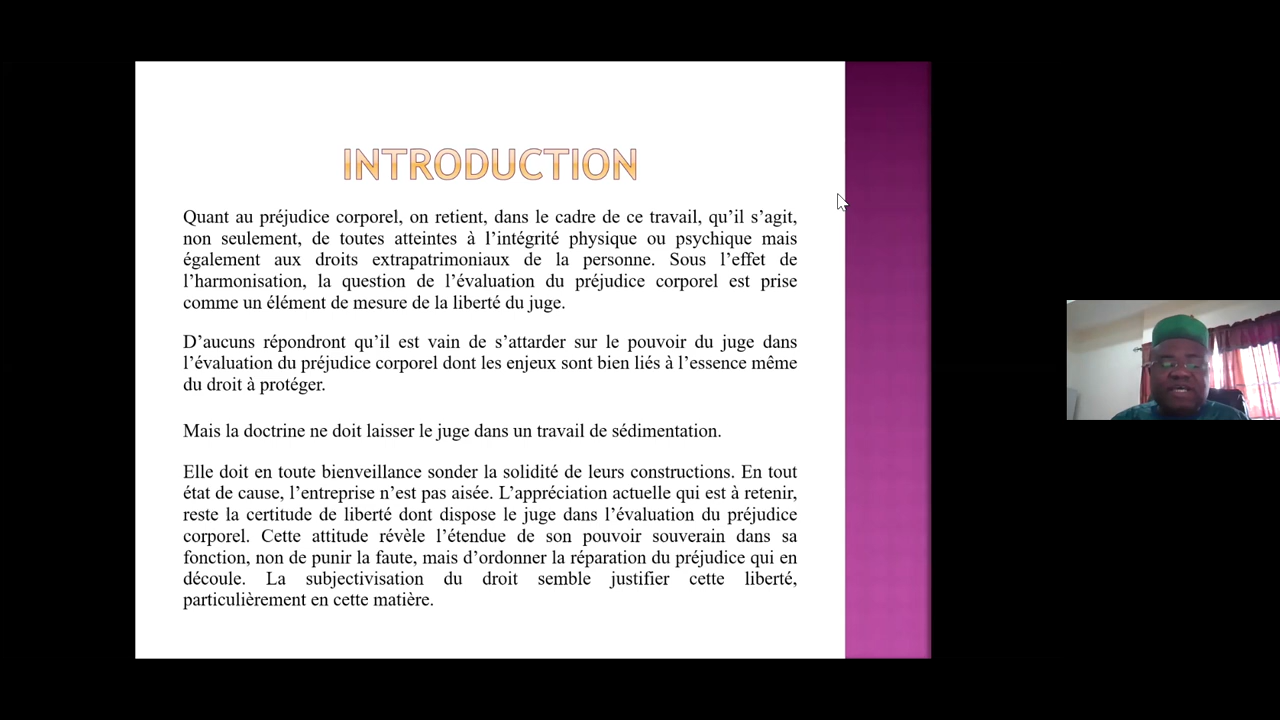 INTRODUCTION
Quant au préjudice corporel, on retient, dans le cadre de ce travail, qu’il s’agit,
non seulement, de toutes atteintes à l’intégrité physique ou psychique mais
également aux droits extrapatrimoniaux de la personne. Sous l’effet de
l’harmonisation, la question de l’évaluation du préjudice corporel est prise
comme un élément de mesure de la liberté du juge.
D’aucuns répondront qu’il est vain de s’attarder sur le pouvoir du juge dans
l’évaluation du préjudice corporel dont les enjeux sont bien liés à l’essence même
du droit à protéger.
Mais la doctrine ne doit laisser le juge dans un travail de sédimentation.
Elle doit en toute bienveillance sonder la solidité de leurs constructions. En tout
état de cause, l’entreprise n’est pas aisée. L’appréciation actuelle qui est à retenir,
reste la certitude de liberté dont dispose le juge dans l’évaluation du préjudice
corporel. Cette attitude révèle l’étendue de son pouvoir souverain dans sa
fonction, non de punir la faute, mais d’ordonner la réparation du préjudice qui en
découle. La subjectivisation du droit semble justifier cette liberté,
particulièrement en cette matière.